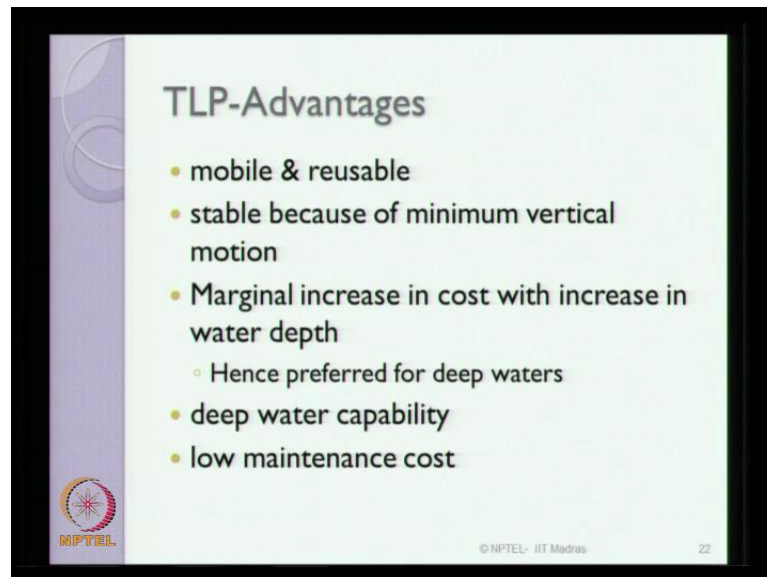 TLP-Advantages
mobile & reusable
stable because of minimum vertical
motion
Marginal increase in cost with increase in
water depth
Hence preferred for deep waters
deep water capability
low maintenance cost
NPTEL
© NPTEL- IIT Madras
22